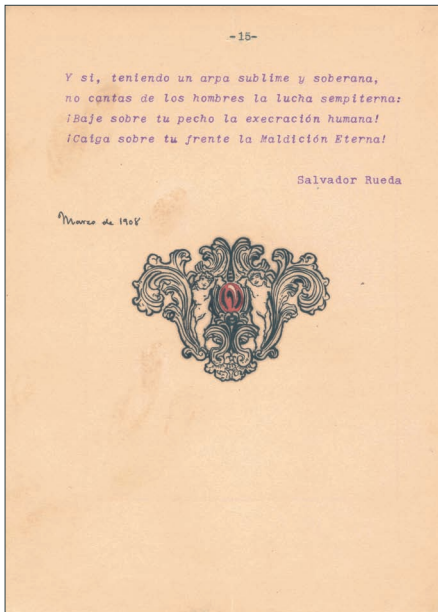 -15-
Y si, teniendo un arpa sublime y soberana,
no cantas de los hombres la lucha sempiterna:
¡Baje sobre tu pecho la execración humana!
¡Caiga sobre tu frente la Maldición Eterna!
Salvador Rueda
Marzo de 1908